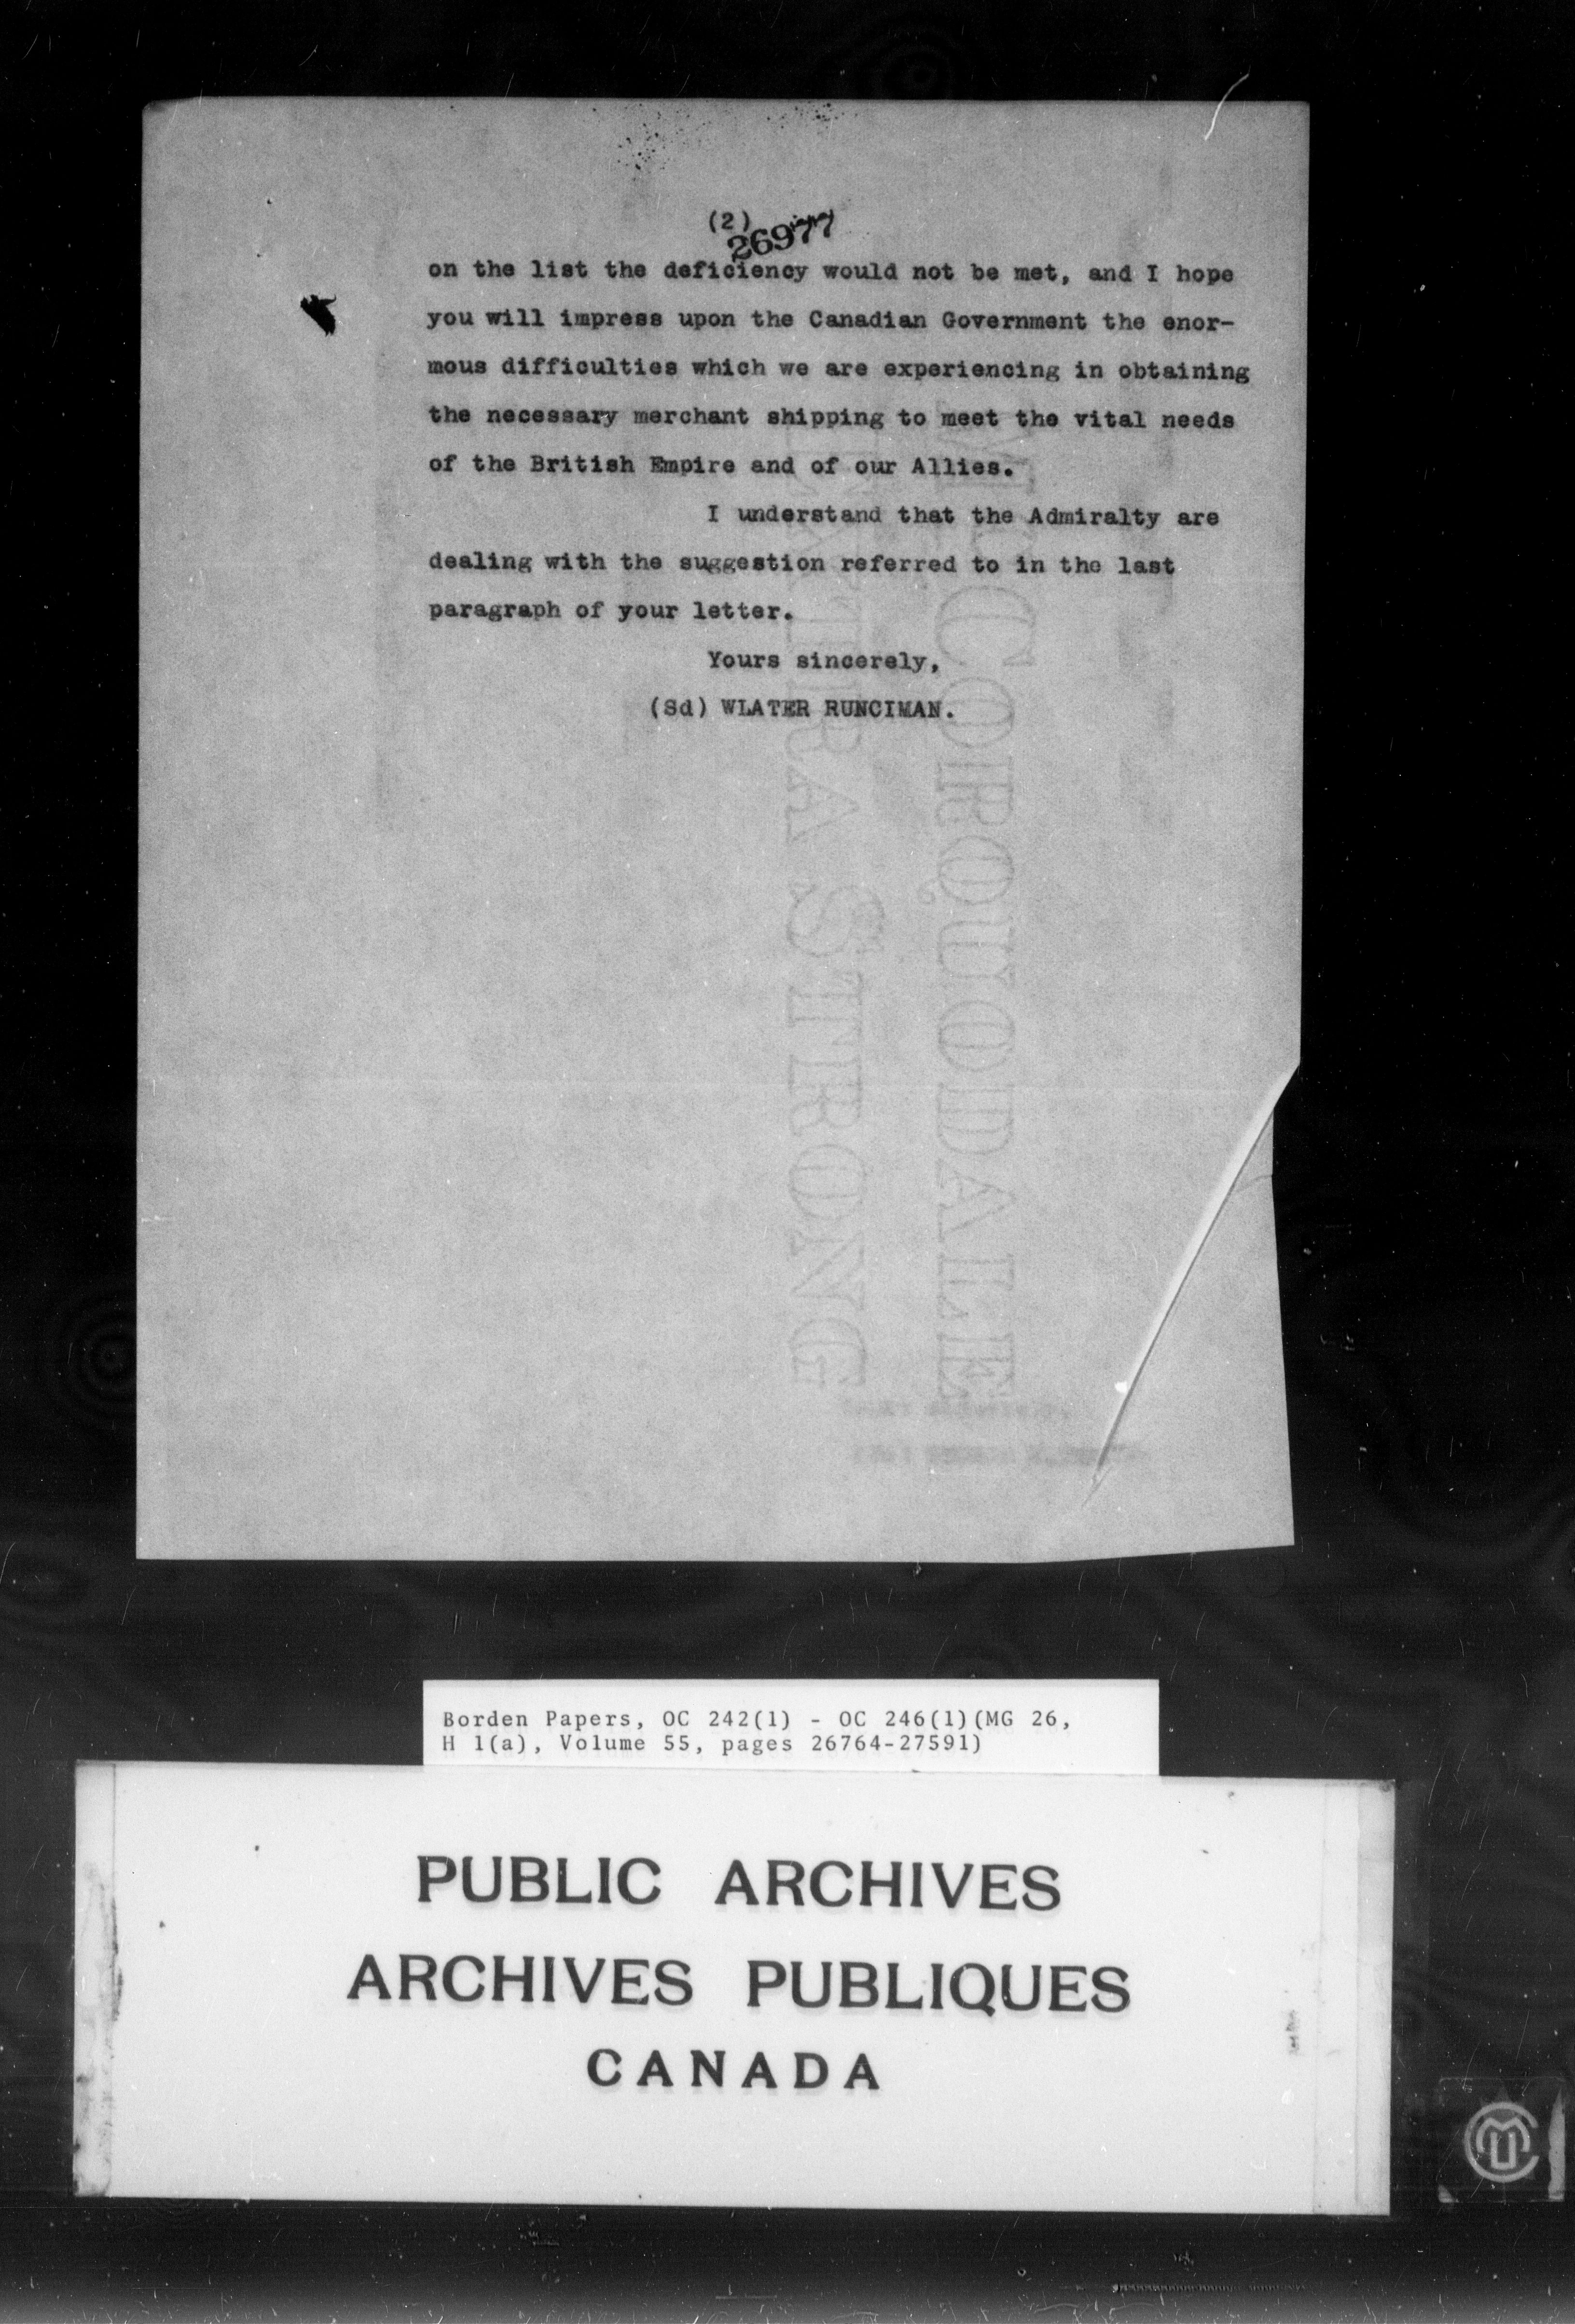 (2)
26977
on the list the deficiency would not be met, and I hope
you will impress upon the Canadian Government the enor-
mous difficulties which we are experiencing in obtaining
the necessary merchant shipping to meet the vital needs
of the British Empire and of our Allies.
I understand that the Admiralty are
dealing with the suggestion referred to in the last
paragraph of your letter.
Yours sincerely,
(Sd) WLATER RUNCIMAN.
STRONG
Borden Papers, OC 242(1) - OC 246(1)(MG 26,
H 1(a), Volume 55, pages 26764-27591)
PUBLIC ARCHIVES
ARCHIVES PUBLIQUES
CANADA